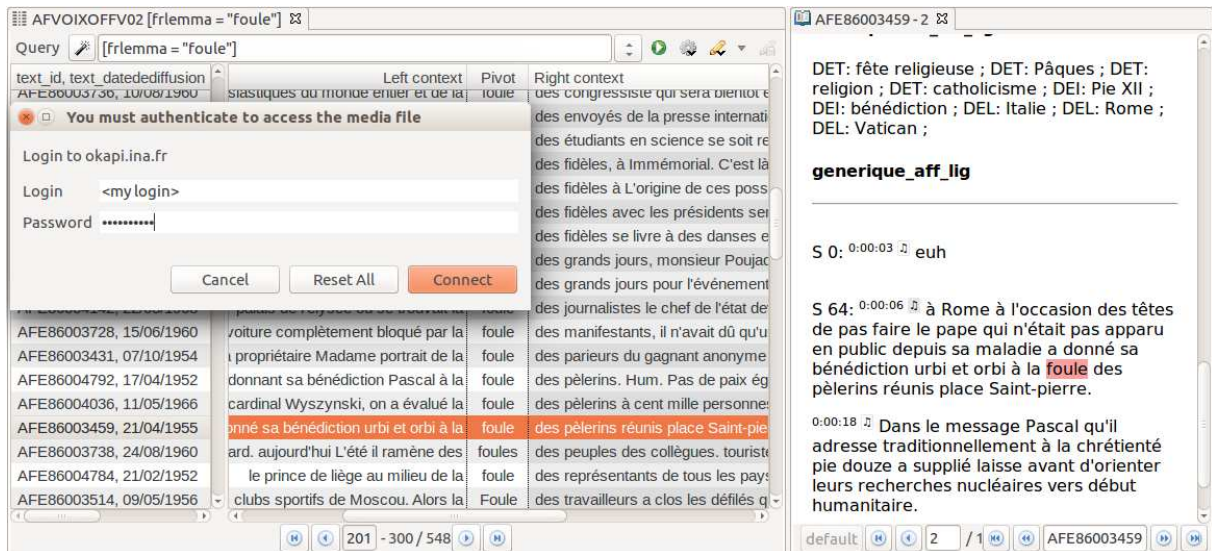 AFVOIXOFFV02 [frlemma = "foule"]
Query [frlemma = "foule"]
text_id, text_datedediffusion Left context Pivot Right context
AFE86003736, 10/08/1960 siastiques du monde entier et de la foule des congressiste qui sera bientôt
des envoyés de la presse internati
des étudiants en science se soit re
des fidèles, à Immémorial. C'est là
des fidèles à L'origine de ces poss
des fidèles avec les présidents ser
des fidèles se livre à des danses e
des grands jours, monsieur Poujad
des grands jours pour l'événement
des journalistes le chef de l'état de
You must authenticate to access the media file
Login to okapi.ina.fr
Login <my login>
Password ••••••••••
Cancel Reset All Connect
AFE86003728, 15/06/1960 voiture complètement bloqué par la foule des manifestants, il n'avait dû qu'u
AFE86003431, 07/10/1954 propriétaire Madame portrait de la foule des parieurs du gagnant anonyme
AFE86004792, 17/04/1952 donnant sa bénédiction Pascal à la foule des pèlerins. Hum. Pas de paix ég
AFE86004036, 11/05/1966 cardinal Wyszynski, on a évalué la foule des pèlerins à cent mille personnes
AFE86003459, 21/04/1955 onné sa bénédiction urbi et orbi à la foule des pèlerins réunis place Saint-pie
AFE86003738, 24/08/1960 ard. aujourd'hui L'été il ramène des foules des peuples des collègues. touriste
AFE86004784, 21/02/1952 le prince de liège au milieu de la foule des représentants de tous les pays
AFE86003514, 09/05/1956 clubs sportifs de Moscou. Alors la Foule des travailleurs a clos les défilés q
201 - 300 / 548
AFE86003459 - 2
DET: fête religieuse ; DET: Pâques ; DET:
religion ; DET: catholicisme ; DEI: Pie XII ;
DEI: bénédiction ; DEL: Italie ; DEL: Rome ;
DEL: Vatican ;
generique_aff_lig
S 0: 0:00:03 ♫ euh
S 64: 0:00:06 ♫ à Rome à l'occasion des têtes
de pas faire le pape qui n'était pas apparu
en public depuis sa maladie a donné sa
bénédiction urbi et orbi à la foule des
pèlerins réunis place Saint-pierre.
0:00:18 ♫ Dans le message Pascal qu'il
adresse traditionnellement à la chrétienté
pie douze a supplié laisse avant d'orienter
leurs recherches nucléaires vers début
humanitaire.
default 2 / 1 AFE86003459